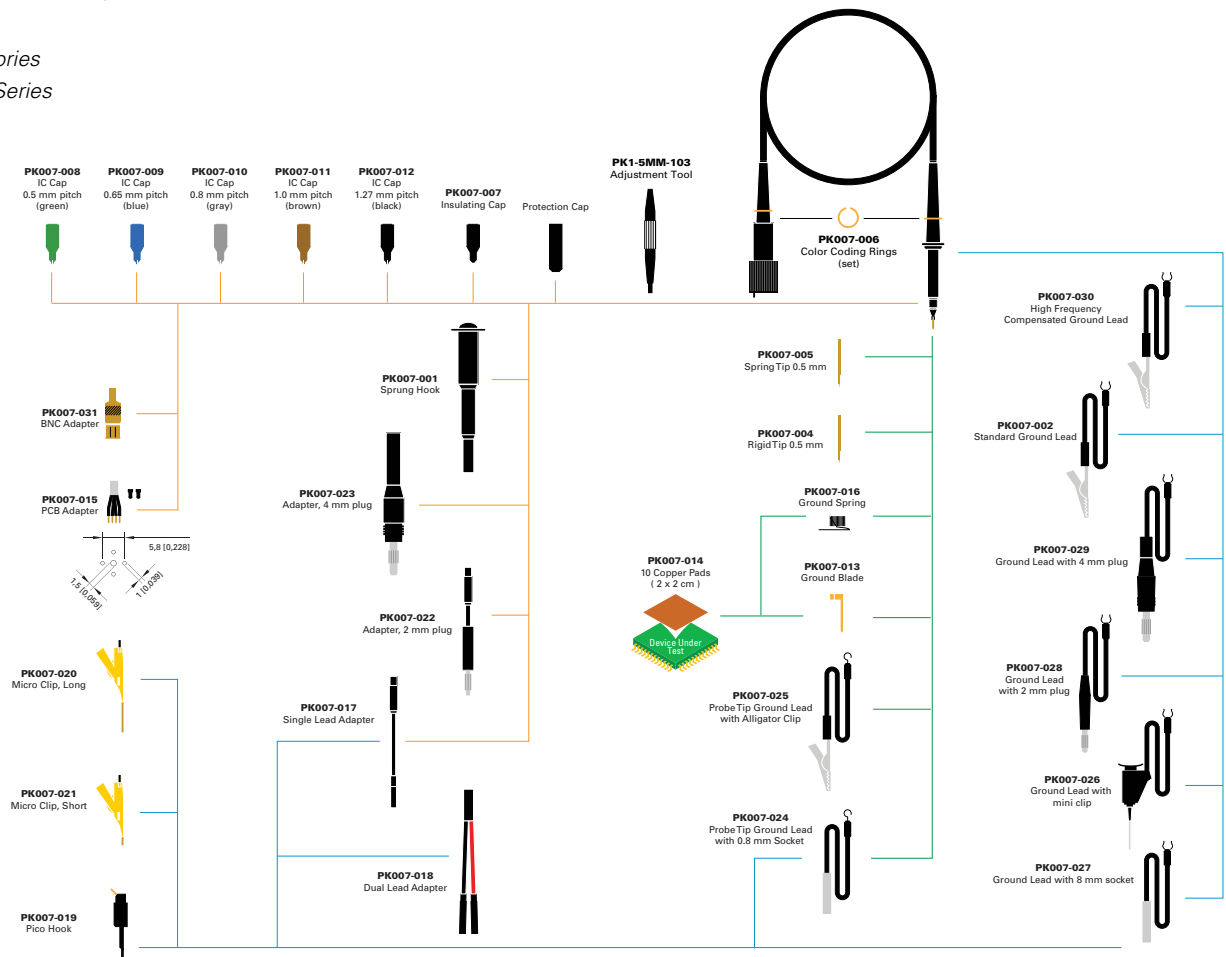 ories
Series
PK007-008
IC Cap
0.5 mm pitch
(green)
PK007-009
IC Cap
0.65 mm pitch
(blue)
PK007-010
IC Cap
0.8 mm pitch
(gray)
PK007-011
IC Cap
1.0 mm pitch
(brown)
PK007-012
IC Cap
1.27 mm pitch
(black)
PK007-007
Insulating Cap
Protection Cap
PK1-5MM-103
Adjustment Tool
PK007-006
Color Coding Rings
(set)
PK007-030
High Frequency
Compensated Ground Lead
PK007-005
Spring Tip 0.5 mm
PK007-001
Sprung Hook
PK007-031
BNC Adapter
PK007-004
Rigid Tip 0.5 mm
PK007-002
Standard Ground Lead
PK007-015
PCB Adapter
5,8 [0,228]
1,5 [0,059]
1 [0,039]
PK007-023
Adapter, 4 mm plug
PK007-016
Ground Spring
PK007-014
10 Copper Pads
( 2 x 2 cm )
Device Under
Test
PK007-013
Ground Blade
PK007-029
Ground Lead with 4 mm plug
PK007-022
Adapter, 2 mm plug
PK007-020
Micro Clip, Long
PK007-017
Single Lead Adapter
PK007-025
Probe Tip Ground Lead
with Alligator Clip
PK007-028
Ground Lead
with 2 mm plug
PK007-021
Micro Clip, Short
PK007-026
Ground Lead with
mini clip
PK007-024
Probe Tip Ground Lead
with 0.8 mm Socket
PK007-018
Dual Lead Adapter
PK007-027
Ground Lead with 8 mm socket
PK007-019
Pico Hook